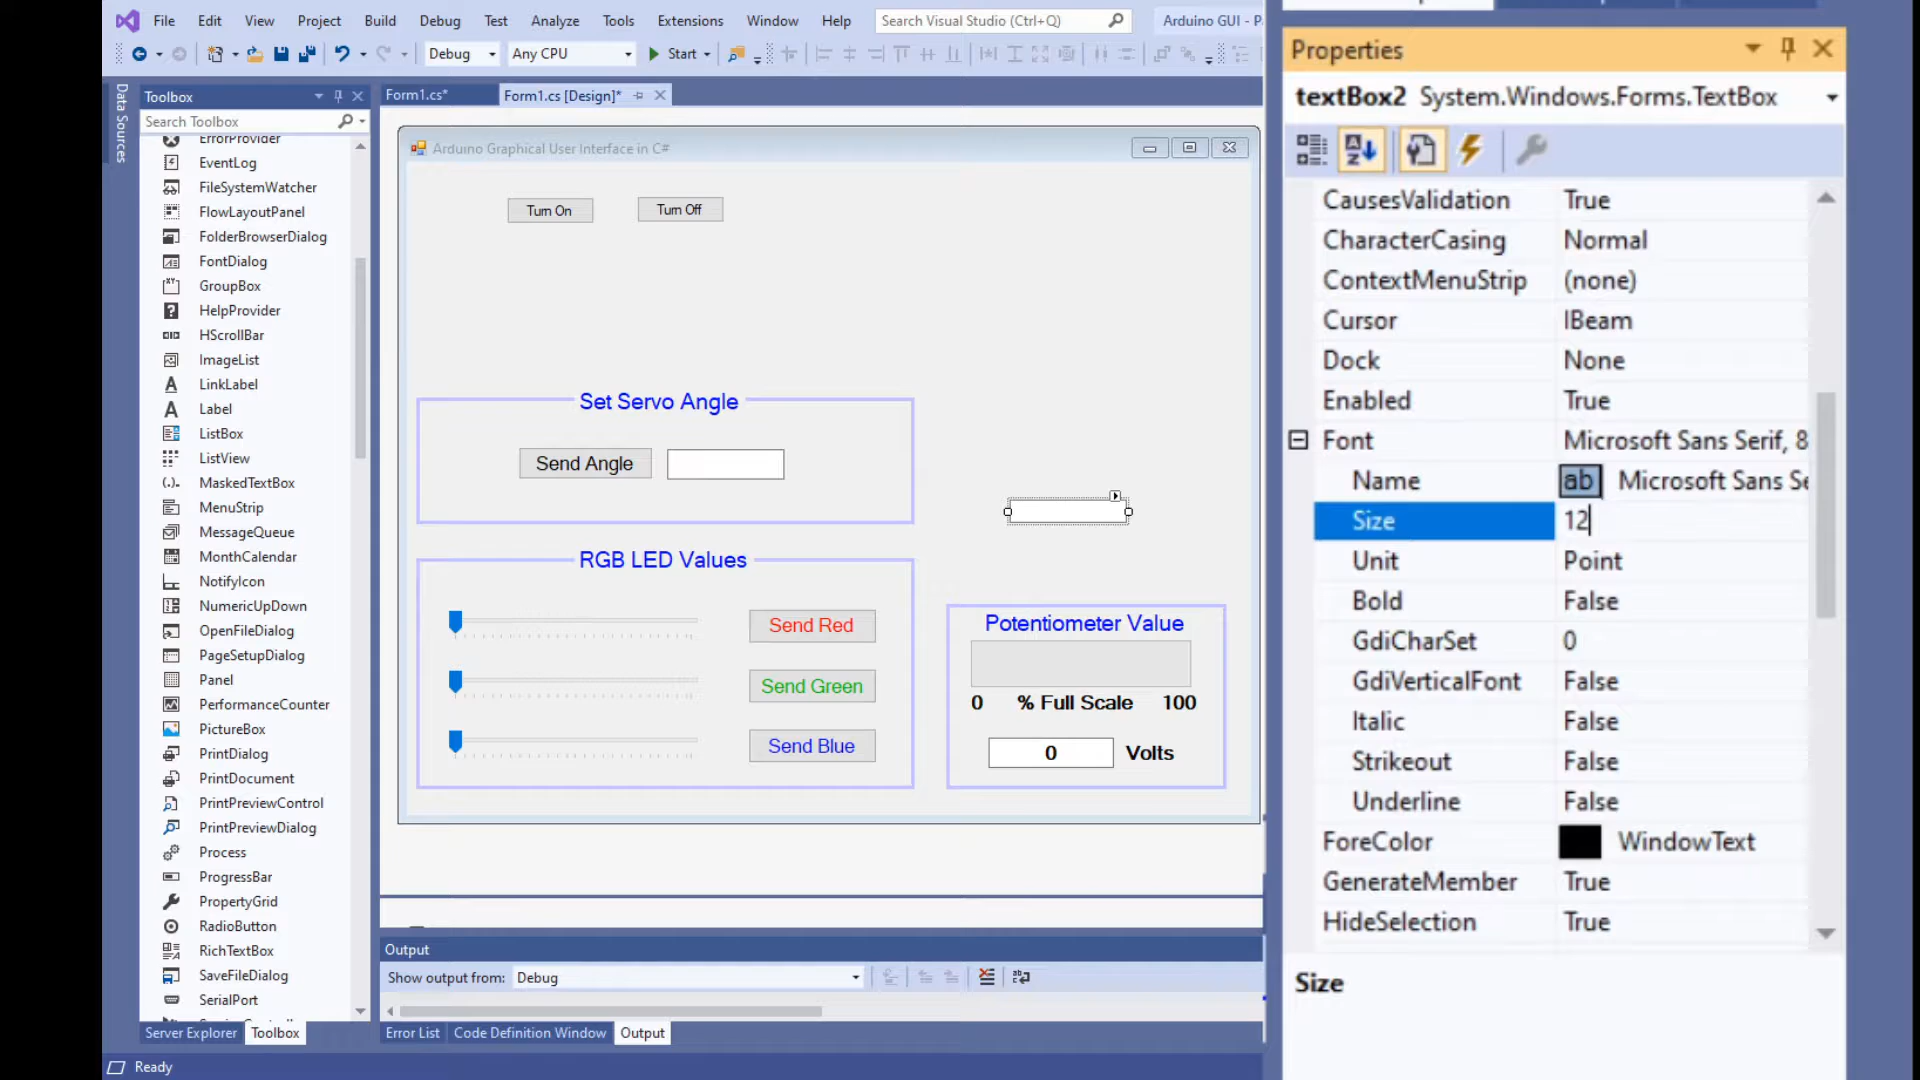 File Edit View Project Build Debug Test Analyze Tools Extensions Window Help Search Visual Studio (Ctrl+Q) Arduino GUI - P
Debug Any CPU Start
Data Sources
Toolbox
Search Toolbox
ErrorProvider
EventLog
FileSystemWatcher
FlowLayoutPanel
FolderBrowserDialog
FontDialog
GroupBox
HelpProvider
HScrollBar
ImageList
LinkLabel
Label
ListBox
ListView
MaskedTextBox
MenuStrip
MessageQueue
MonthCalendar
NotifyIcon
NumericUpDown
OpenFileDialog
PageSetupDialog
Panel
PerformanceCounter
PictureBox
PrintDialog
PrintDocument
PrintPreviewControl
PrintPreviewDialog
Process
ProgressBar
PropertyGrid
RadioButton
RichTextBox
SaveFileDialog
SerialPort
Server Explorer Toolbox
Form1.cs* Form1.cs [Design]*
Arduino Graphical User Interface in C#
Turn On Turn Off
Set Servo Angle
Send Angle
RGB LED Values
Send Red
Send Green
Send Blue
Potentiometer Value
0 % Full Scale 100
0 Volts
Output
Show output from: Debug
Error List Code Definition Window Output
Ready
Properties
textBox2 System.Windows.Forms.TextBox
CausesValidation True
CharacterCasing Normal
ContextMenuStrip (none)
Cursor IBeam
Dock None
Enabled True
Font Microsoft Sans Serif, 8
Name ab Microsoft Sans Se
Size 12
Unit Point
Bold False
GdiCharSet 0
GdiVerticalFont False
Italic False
Strikeout False
Underline False
ForeColor WindowText
GenerateMember True
HideSelection True
Size